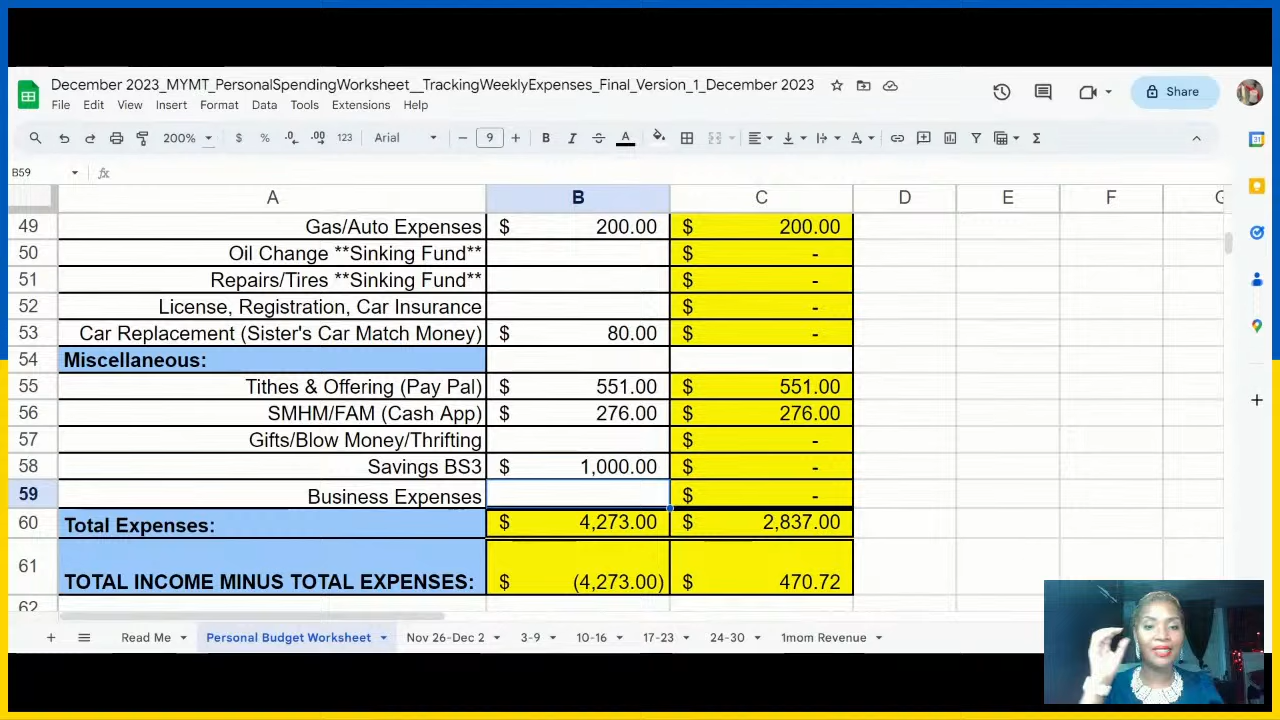 December 2023_MYMT_PersonalSpendingWorksheet__TrackingWeeklyExpenses_Final_Version_1_December 2023
Share
File Edit View Insert Format Data Tools Extensions Help
200% $ % .0 .00 123 Arial 9 B I S A
B59 fx
A B C D E F G
49 Gas/Auto Expenses $ 200.00 $ 200.00
50 Oil Change **Sinking Fund** $ -
51 Repairs/Tires **Sinking Fund** $ -
52 License, Registration, Car Insurance $ -
53 Car Replacement (Sister's Car Match Money) $ 80.00 $ -
54 Miscellaneous:
55 Tithes & Offering (Pay Pal) $ 551.00 $ 551.00
56 SMHM/FAM (Cash App) $ 276.00 $ 276.00
57 Gifts/Blow Money/Thrifting $ -
58 Savings BS3 $ 1,000.00 $ -
59 Business Expenses $ -
60 Total Expenses: $ 4,273.00 $ 2,837.00
61 TOTAL INCOME MINUS TOTAL EXPENSES: $ (4,273.00) $ 470.72
62
Read Me Personal Budget Worksheet Nov 26-Dec 2 3-9 10-16 17-23 24-30 1mom Revenue